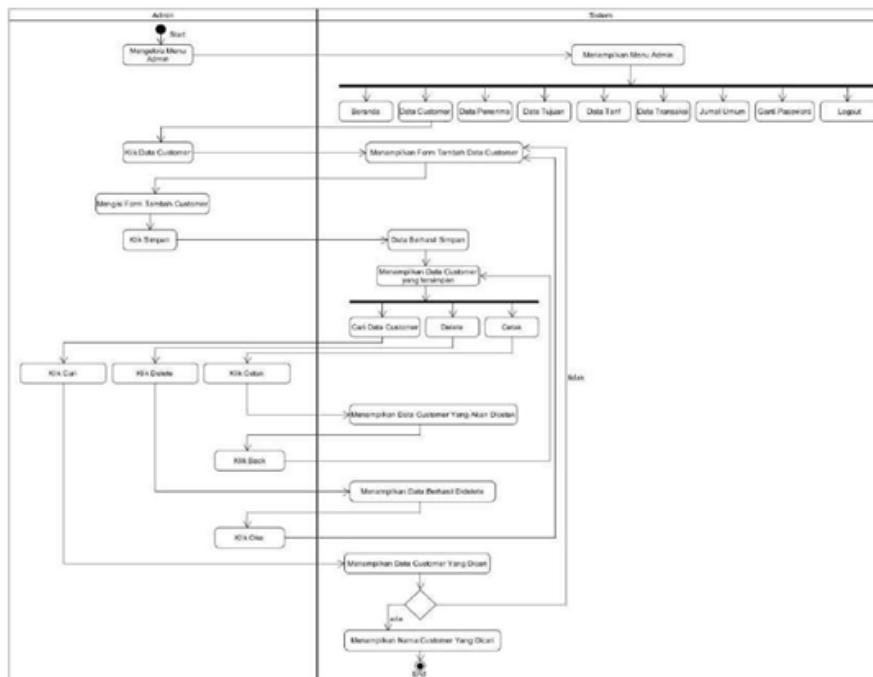 Admin
Sistem
Start
Mengelola Menu
Admin
Menampilkan Menu Admin
Beranda
Data Customer
Data Penerima
Data Tujuan
Data Tarif
Data Transaksi
Jurnal Umum
Ganti Password
Logout
Klik Data Customer
Menampilkan Form Tambah Data Customer
Mengisi Form Tambah Customer
Klik Simpan
Data Berhasil Simpan
Menampilkan Data Customer
yang tersimpan
Cari Data Customer
Delete
Cetak
Klik Cari
Klik Delete
Klik Cetak
tidak
Menampilkan Data Customer Yang Akan Dicetak
Klik Back
Menampilkan Data Berhasil Didelete
Klik Oke
Menampilkan Data Customer Yang Dicari
ada
Menampilkan Nama Customer Yang Dicari
End